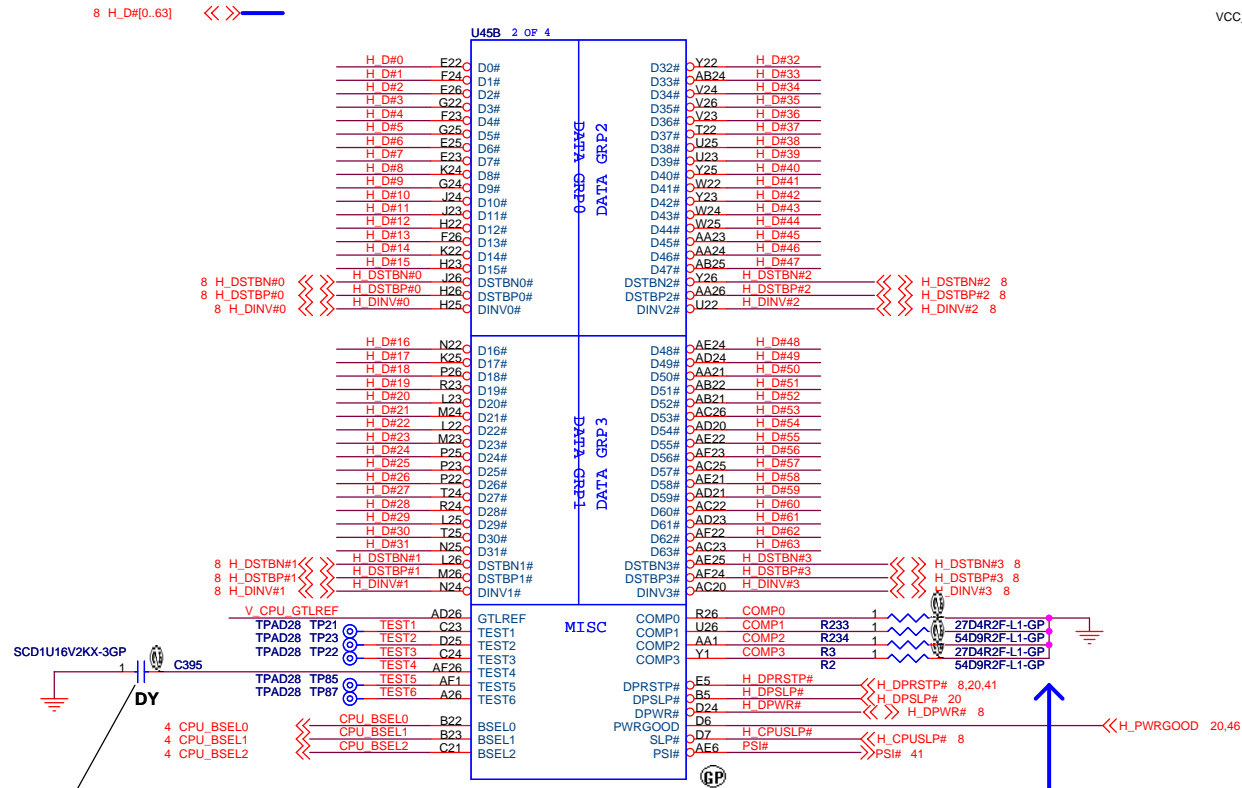 8 H_D#[0..63]
VCC
U45B 2 OF 4
H_D#0 E22 D0# D32# Y22 H_D#32
H_D#1 F24 D1# D33# AB24 H_D#33
H_D#2 E26 D2# D34# V24 H_D#34
H_D#3 G22 D3# D35# V26 H_D#35
H_D#4 F23 D4# D36# V23 H_D#36
H_D#5 G25 D5# D37# T22 H_D#37
H_D#6 E25 D6# D38# U25 H_D#38
H_D#7 E23 D7# D39# U23 H_D#39
H_D#8 K24 D8# D40# Y25 H_D#40
H_D#9 G24 D9# D41# W22 H_D#41
H_D#10 J24 D10# D42# Y23 H_D#42
H_D#11 J23 D11# D43# W24 H_D#43
H_D#12 H22 D12# D44# W25 H_D#44
H_D#13 F26 D13# D45# AA23 H_D#45
H_D#14 K22 D14# D46# AA24 H_D#46
H_D#15 H23 D15# D47# AB25 H_D#47
8 H_DSTBN#0 H_DSTBN#0 J26 DSTBN0# DSTBN2# Y26 H_DSTBN#2 H_DSTBN#2 8
8 H_DSTBP#0 H_DSTBP#0 H26 DSTBP0# DSTBP2# AA26 H_DSTBP#2 H_DSTBP#2 8
8 H_DINV#0 H_DINV#0 H25 DINV0# DINV2# U22 H_DINV#2 H_DINV#2 8
DATA GRP0
DATA GRP2
H_D#16 N22 D16# D48# AE24 H_D#48
H_D#17 K25 D17# D49# AD24 H_D#49
H_D#18 P26 D18# D50# AA21 H_D#50
H_D#19 R23 D19# D51# AB22 H_D#51
H_D#20 L23 D20# D52# AB21 H_D#52
H_D#21 M24 D21# D53# AC26 H_D#53
H_D#22 L22 D22# D54# AD20 H_D#54
H_D#23 M23 D23# D55# AE22 H_D#55
H_D#24 P25 D24# D56# AF23 H_D#56
H_D#25 P23 D25# D57# AC25 H_D#57
H_D#26 P22 D26# D58# AE21 H_D#58
H_D#27 T24 D27# D59# AD21 H_D#59
H_D#28 R24 D28# D60# AC22 H_D#60
H_D#29 L25 D29# D61# AD23 H_D#61
H_D#30 T25 D30# D62# AF22 H_D#62
H_D#31 N25 D31# D63# AC23 H_D#63
8 H_DSTBN#1 H_DSTBN#1 L26 DSTBN1# DSTBN3# AE25 H_DSTBN#3 H_DSTBN#3 8
8 H_DSTBP#1 H_DSTBP#1 M26 DSTBP1# DSTBP3# AF24 H_DSTBP#3 H_DSTBP#3 8
8 H_DINV#1 H_DINV#1 N24 DINV1# DINV3# AC20 H_DINV#3 H_DINV#3 8
DATA GRP1
DATA GRP3
V_CPU_GTLREF AD26 GTLREF MISC COMP0 R26 COMP0 1
TPAD28 TP21 TEST1 C23 TEST1 COMP1 U26 COMP1 1 R233 27D4R2F-L1-GP
TPAD28 TP23 TEST2 D25 TEST2 COMP2 AA1 COMP2 1 R234 54D9R2F-L1-GP
TPAD28 TP22 TEST3 C24 TEST3 COMP3 Y1 COMP3 1 R3 27D4R2F-L1-GP
R2 54D9R2F-L1-GP
SCD1U16V2KX-3GP 1 C395 TEST4 AF26 TEST4
DY
TPAD28 TP85 TEST5 AF1 TEST5 DPRSTP# E5 H_DPRSTP# H_DPRSTP# 8,20,41
TPAD28 TP87 TEST6 A26 TEST6 DPSLP# B5 H_DPSLP# H_DPSLP# 20
DPWR# D24 H_DPWR# H_DPWR# 8
4 CPU_BSEL0 CPU_BSEL0 B22 BSEL0 PWRGOOD D6 H_PWRGOOD 20,46
4 CPU_BSEL1 CPU_BSEL1 B23 BSEL1 SLP# D7 H_CPUSLP# H_CPUSLP# 8
4 CPU_BSEL2 CPU_BSEL2 C21 BSEL2 PSI# AE6 PSI# PSI# 41
GP